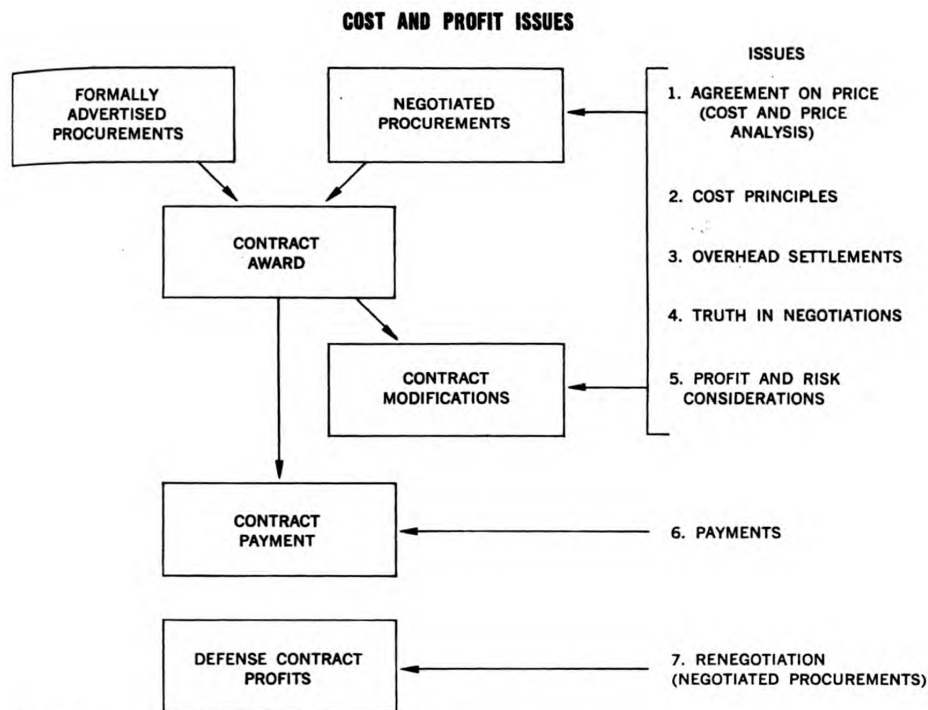 COST AND PROFIT ISSUES
FORMALLY
ADVERTISED
PROCUREMENTS
NEGOTIATED
PROCUREMENTS
CONTRACT
AWARD
CONTRACT
MODIFICATIONS
CONTRACT
PAYMENT
DEFENSE CONTRACT
PROFITS
ISSUES
1. AGREEMENT ON PRICE
(COST AND PRICE
ANALYSIS)
2. COST PRINCIPLES
3. OVERHEAD SETTLEMENTS
4. TRUTH IN NEGOTIATIONS
5. PROFIT AND RISK
CONSIDERATIONS
6. PAYMENTS
7. RENEGOTIATION
(NEGOTIATED PROCUREMENTS)